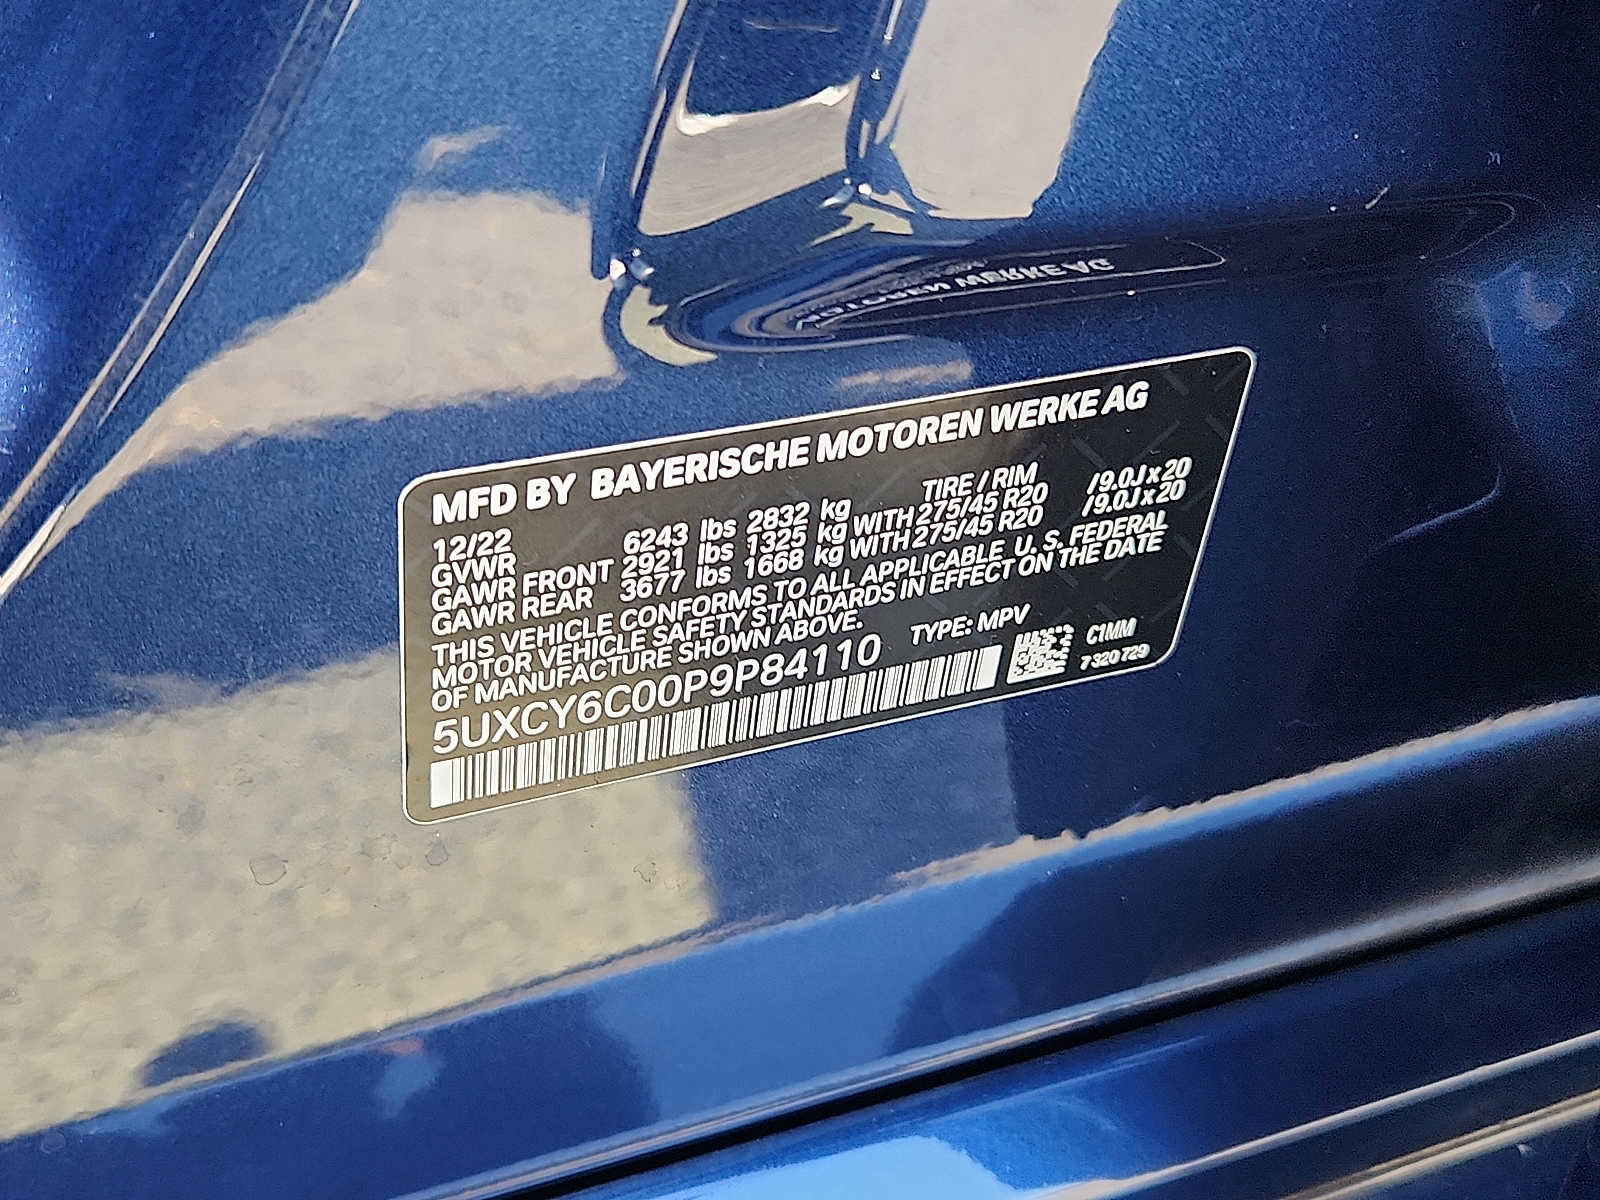 MFD BY BAYERISCHE MOTOREN WERKE AG
12/22 TIRE / RIM
GVWR 6243 lbs 2832 kg
GAWR FRONT 2921 lbs 1325 kg WITH 275/45 R20 /9.0J x 20
GAWR REAR 3677 lbs 1668 kg WITH 275/45 R20 /9.0J x 20
THIS VEHICLE CONFORMS TO ALL APPLICABLE U. S. FEDERAL
MOTOR VEHICLE SAFETY STANDARDS IN EFFECT ON THE DATE
OF MANUFACTURE SHOWN ABOVE.
5UXCY6C00P9P84110 TYPE: MPV
C1MM
7 320 729